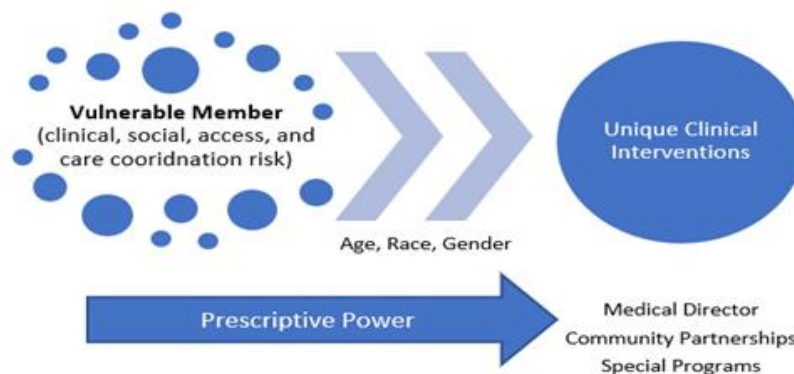 Vulnerable Member
(clinical, social, access, and
care cooridnation risk)
Unique Clinical
Interventions
Age, Race, Gender
Prescriptive Power
Medical Director
Community Partnerships
Special Programs